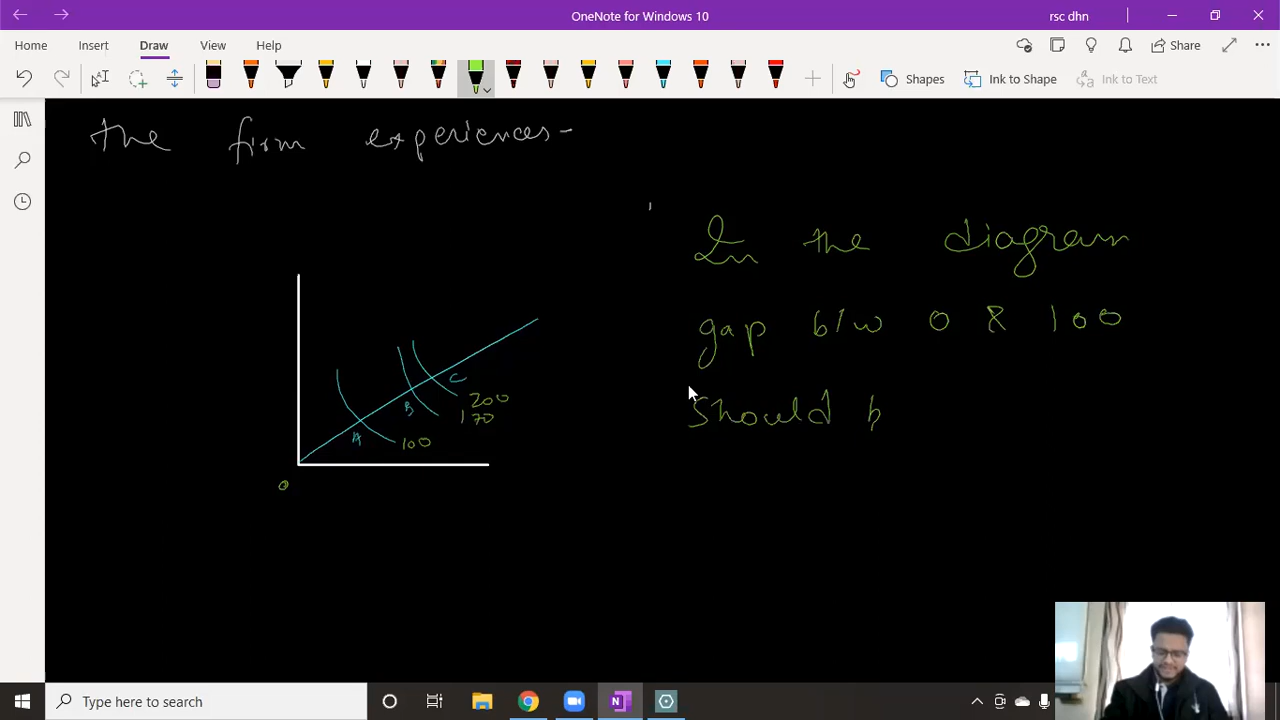 OneNote for Windows 10
rsc dhn
Home Insert Draw View Help
Share
Shapes
Ink to Shape
Ink to Text
the firm experiences-
In the diagram
gap b/w 0 & 100
should b
A
B
C
100
170
200
0
Type here to search